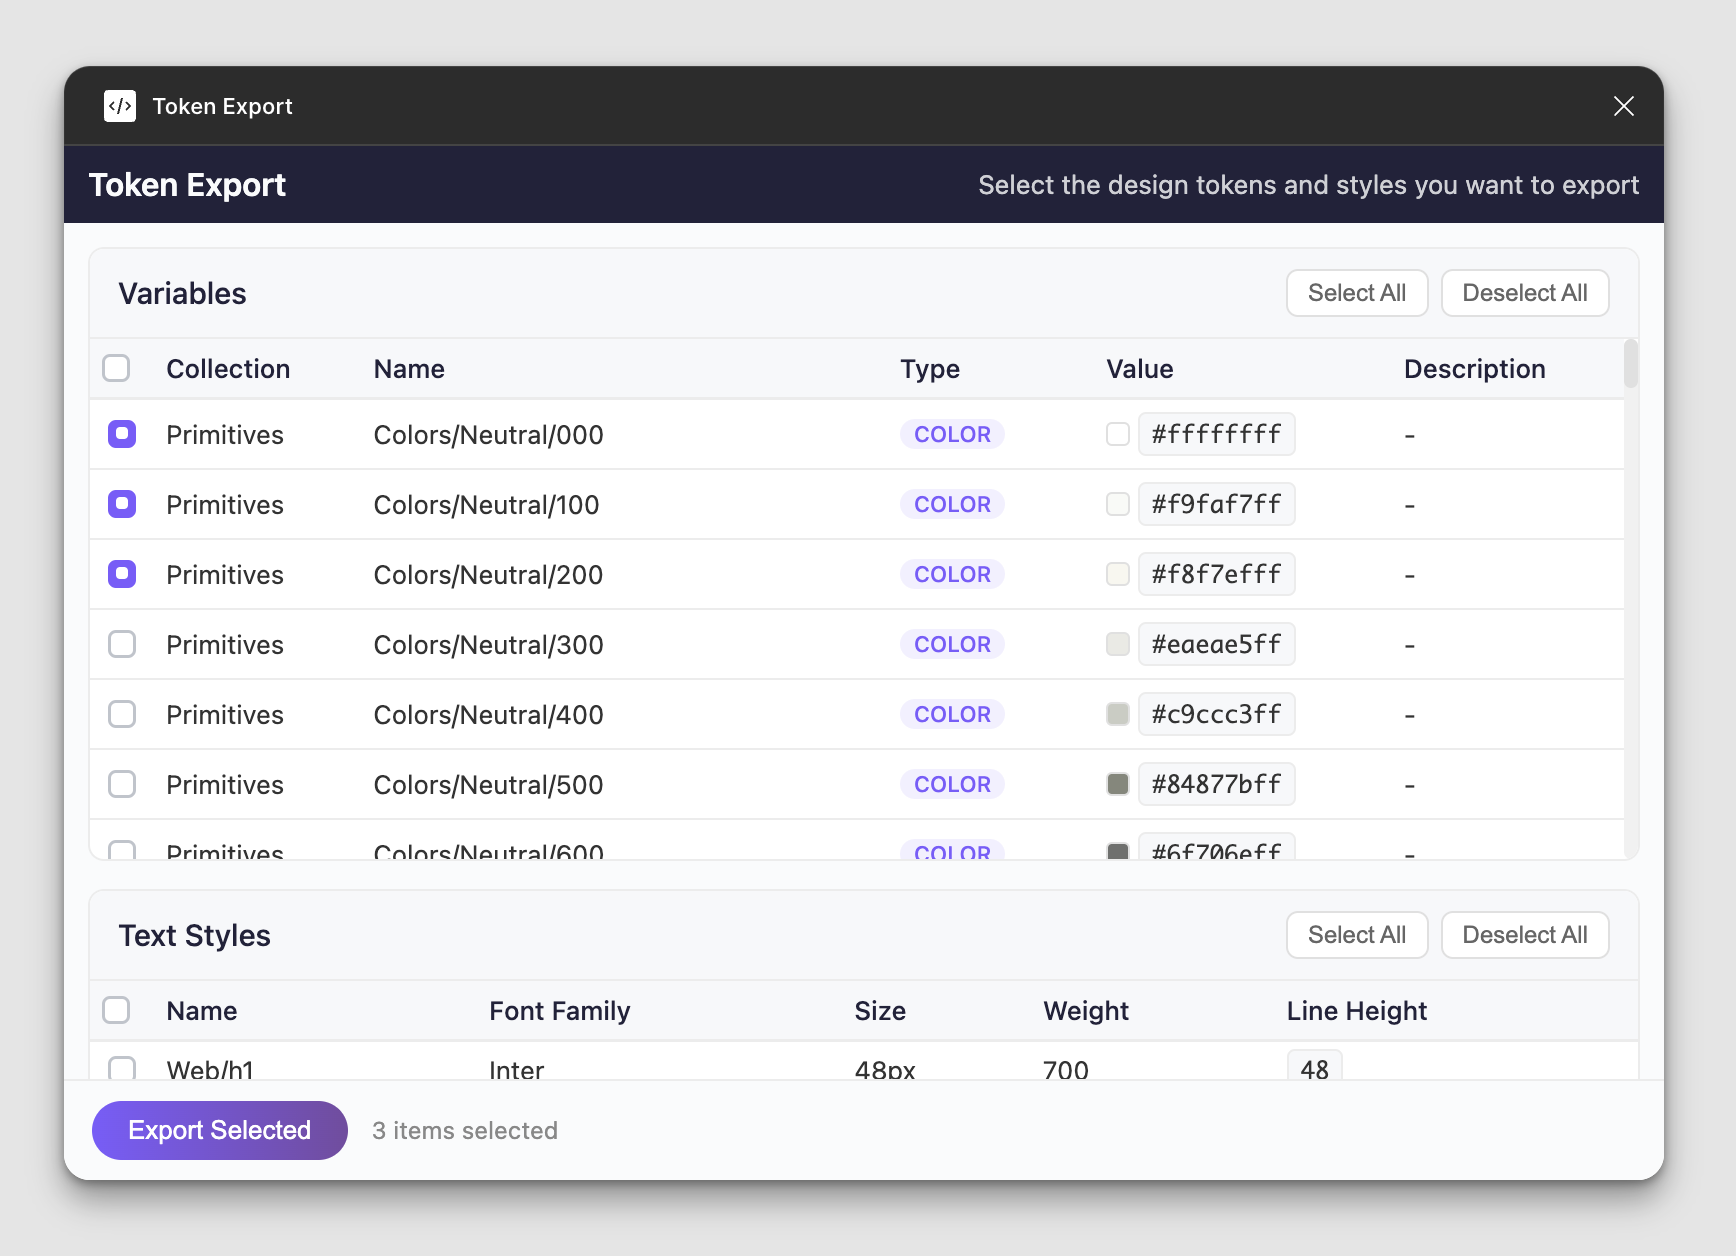 </> Token Export
Token Export
Select the design tokens and styles you want to export
Variables
Select All Deselect All
Collection Name Type Value Description
Primitives Colors/Neutral/000 COLOR #ffffffff -
Primitives Colors/Neutral/100 COLOR #f9faf7ff -
Primitives Colors/Neutral/200 COLOR #f8f7efff -
Primitives Colors/Neutral/300 COLOR #eaeae5ff -
Primitives Colors/Neutral/400 COLOR #c9ccc3ff -
Primitives Colors/Neutral/500 COLOR #84877bff -
Primitives Colors/Neutral/600 COLOR #6f706eff -
Text Styles
Select All Deselect All
Name Font Family Size Weight Line Height
Web/h1 Inter 48px 700 48
Export Selected 3 items selected